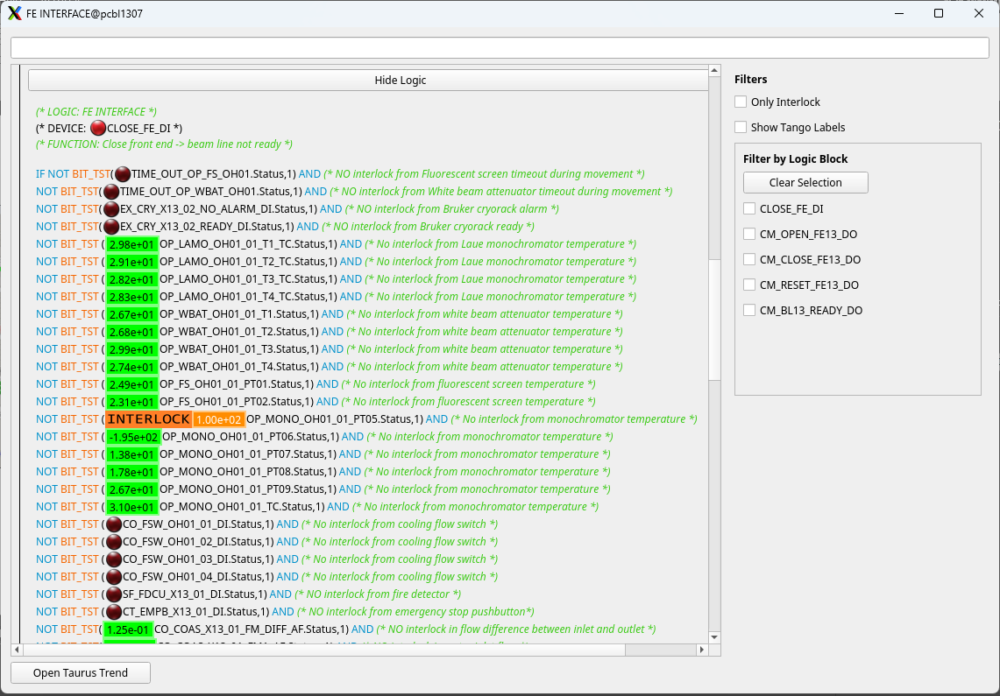 FE INTERFACE@pcbl1307
Hide Logic
(* LOGIC: FE INTERFACE *)
(* DEVICE: CLOSE_FE_DI *)
(* FUNCTION: Close front end -> beam line not ready *)
IF NOT BIT_TST(TIME_OUT_OP_FS_OH01.Status,1) AND (* NO interlock from Fluorescent screen timeout during movement *)
NOT BIT_TST(TIME_OUT_OP_WBAT_OH01.Status,1) AND (* NO interlock from White beam attenuator timeout during movement *)
NOT BIT_TST(EX_CRY_X13_02_NO_ALARM_DI.Status,1) AND (* NO interlock from Bruker cryorack alarm *)
NOT BIT_TST(EX_CRY_X13_02_READY_DI.Status,1) AND (* NO interlock from Bruker cryorack ready *)
NOT BIT_TST ( 2.98e+01 OP_LAMO_OH01_01_T1_TC.Status,1) AND (* No interlock from Laue monochromator temperature *)
NOT BIT_TST ( 2.91e+01 OP_LAMO_OH01_01_T2_TC.Status,1) AND (* No interlock from Laue monochromator temperature *)
NOT BIT_TST ( 2.82e+01 OP_LAMO_OH01_01_T3_TC.Status,1) AND (* No interlock from Laue monochromator temperature *)
NOT BIT_TST ( 2.83e+01 OP_LAMO_OH01_01_T4_TC.Status,1) AND (* No interlock from Laue monochromator temperature *)
NOT BIT_TST ( 2.67e+01 OP_WBAT_OH01_01_T1.Status,1) AND (* No interlock from white beam attenuator temperature *)
NOT BIT_TST ( 2.68e+01 OP_WBAT_OH01_01_T2.Status,1) AND (* No interlock from white beam attenuator temperature *)
NOT BIT_TST ( 2.99e+01 OP_WBAT_OH01_01_T3.Status,1) AND (* No interlock from white beam attenuator temperature *)
NOT BIT_TST ( 2.74e+01 OP_WBAT_OH01_01_T4.Status,1) AND (* No interlock from white beam attenuator temperature *)
NOT BIT_TST ( 2.49e+01 OP_FS_OH01_01_PT01.Status,1) AND (* No interlock from fluorescent screen temperature *)
NOT BIT_TST ( 2.31e+01 OP_FS_OH01_01_PT02.Status,1) AND (* No interlock from fluorescent screen temperature *)
NOT BIT_TST ( INTERLOCK 1.00e+02 OP_MONO_OH01_01_PT05.Status,1) AND (* No interlock from monochromator temperature *)
NOT BIT_TST ( -1.95e+02 OP_MONO_OH01_01_PT06.Status,1) AND (* No interlock from monochromator temperature *)
NOT BIT_TST ( 1.38e+01 OP_MONO_OH01_01_PT07.Status,1) AND (* No interlock from monochromator temperature *)
NOT BIT_TST ( 1.78e+01 OP_MONO_OH01_01_PT08.Status,1) AND (* No interlock from monochromator temperature *)
NOT BIT_TST ( 2.67e+01 OP_MONO_OH01_01_PT09.Status,1) AND (* No interlock from monochromator temperature *)
NOT BIT_TST ( 3.10e+01 OP_MONO_OH01_01_TC.Status,1) AND (* No interlock from monochromator temperature *)
NOT BIT_TST (CO_FSW_OH01_01_DI.Status,1) AND (* No interlock from cooling flow switch *)
NOT BIT_TST (CO_FSW_OH01_02_DI.Status,1) AND (* No interlock from cooling flow switch *)
NOT BIT_TST (CO_FSW_OH01_03_DI.Status,1) AND (* No interlock from cooling flow switch *)
NOT BIT_TST (CO_FSW_OH01_04_DI.Status,1) AND (* No interlock from cooling flow switch *)
NOT BIT_TST (SF_FDCU_X13_01_DI.Status,1) AND (* NO interlock from fire detector *)
NOT BIT_TST (CT_EMPB_X13_01_DI.Status,1) AND (* NO interlock from emergency stop pushbutton*)
NOT BIT_TST( 1.25e-01 CO_COAS_X13_01_FM_DIFF_AF.Status,1) AND (* NO interlock in flow difference between inlet and outlet *)
Open Taurus Trend
Filters
Only Interlock
Show Tango Labels
Filter by Logic Block
Clear Selection
CLOSE_FE_DI
CM_OPEN_FE13_DO
CM_CLOSE_FE13_DO
CM_RESET_FE13_DO
CM_BL13_READY_DO